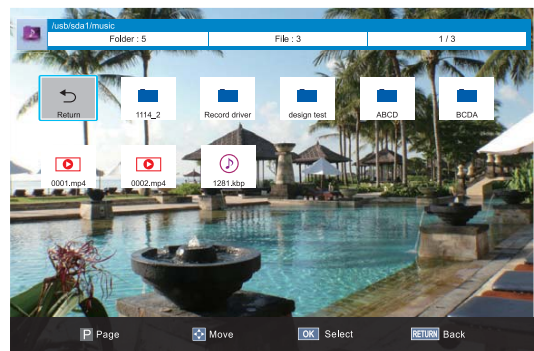 /usb/sda1/music
Folder : 5 File : 3 1 / 3
Return 1114_2 Record driver design test ABCD BCDA
0001.mp4 0002.mp4 1281.kbp
P Page Move OK Select RETURN Back